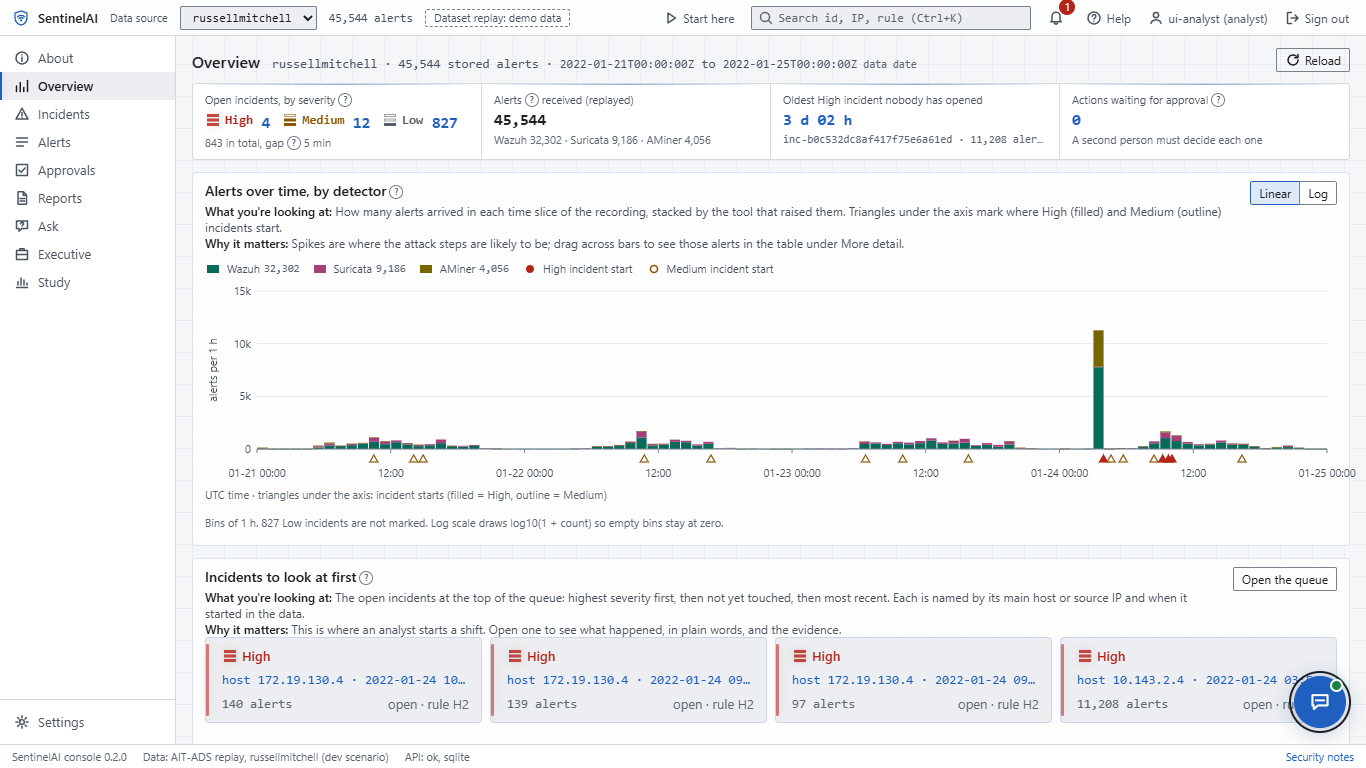 SentinelAI Data source russellmitchell 45,544 alerts Dataset replay: demo data Start here Search id, IP, rule (Ctrl+K) 1 Help ui-analyst (analyst) Sign out
About
Overview
Incidents
Alerts
Approvals
Reports
Ask
Executive
Study
Settings
Overview russellmitchell · 45,544 stored alerts · 2022-01-21T00:00:00Z to 2022-01-25T00:00:00Z data date Reload
Open incidents, by severity ?
High 4 Medium 12 Low 827
843 in total, gap ? 5 min
Alerts ? received (replayed)
45,544
Wazuh 32,302 · Suricata 9,186 · AMiner 4,056
Oldest High incident nobody has opened
3 d 02 h
inc-b0c532dc8af417f75e6a61ed · 11,208 aler…
Actions waiting for approval ?
0
A second person must decide each one
Alerts over time, by detector ? Linear Log
What you're looking at: How many alerts arrived in each time slice of the recording, stacked by the tool that raised them. Triangles under the axis mark where High (filled) and Medium (outline)
incidents start.
Why it matters: Spikes are where the attack steps are likely to be; drag across bars to see those alerts in the table under More detail.
Wazuh 32,302 Suricata 9,186 AMiner 4,056 High incident start Medium incident start
15k
10k
5k
0
alerts per 1 h
01-21 00:00 12:00 01-22 00:00 12:00 01-23 00:00 12:00 01-24 00:00 12:00 01-25 00:00
UTC time · triangles under the axis: incident starts (filled = High, outline = Medium)
Bins of 1 h. 827 Low incidents are not marked. Log scale draws log10(1 + count) so empty bins stay at zero.
Incidents to look at first ? Open the queue
What you're looking at: The open incidents at the top of the queue: highest severity first, then not yet touched, then most recent. Each is named by its main host or source IP and when it
started in the data.
Why it matters: This is where an analyst starts a shift. Open one to see what happened, in plain words, and the evidence.
High
host 172.19.130.4 · 2022-01-24 10…
140 alerts open · rule H2
High
host 172.19.130.4 · 2022-01-24 09…
139 alerts open · rule H2
High
host 172.19.130.4 · 2022-01-24 09…
97 alerts open · rule H2
High
host 10.143.2.4 · 2022-01-24 03:
11,208 alerts open ·
SentinelAI console 0.2.0 Data: AIT-ADS replay, russellmitchell (dev scenario) API: ok, sqlite Security notes